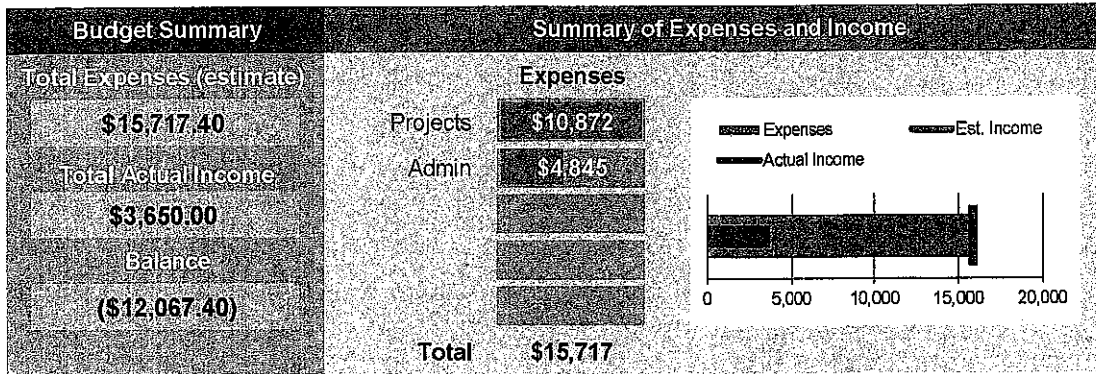 Budget Summary
Summary of Expenses and Income
Total Expenses (estimate)
$15,717.40
Total Actual Income
$3,650.00
Balance
($12,067.40)
Expenses
Projects $10,872
Admin $4,845
Total $15,717
Expenses Est. Income
Actual Income
0 5,000 10,000 15,000 20,000